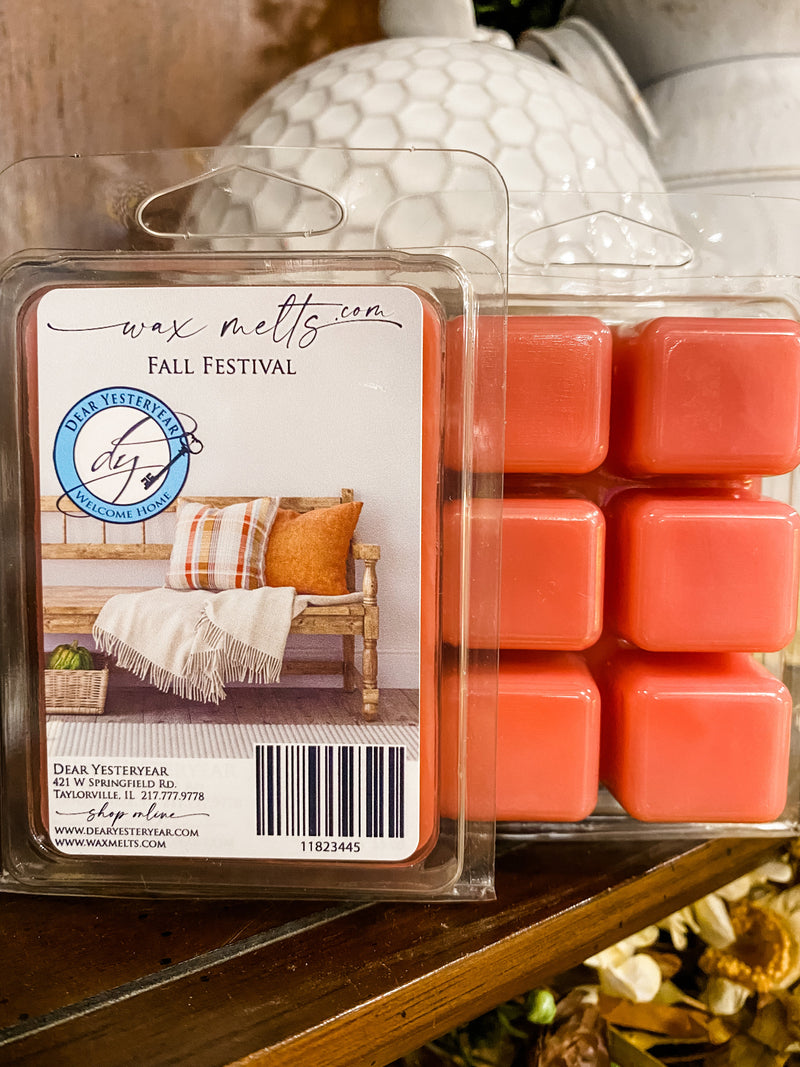 wax melts.com
FALL FESTIVAL
DEAR YESTERYEAR
dy
WELCOME HOME
DEAR YESTERYEAR
421 W SPRINGFIELD RD.
TAYLORVILLE, IL 217.777.9778
shop online
WWW.DEARYESTERYEAR.COM
WWW.WAXMELTS.COM
11823445